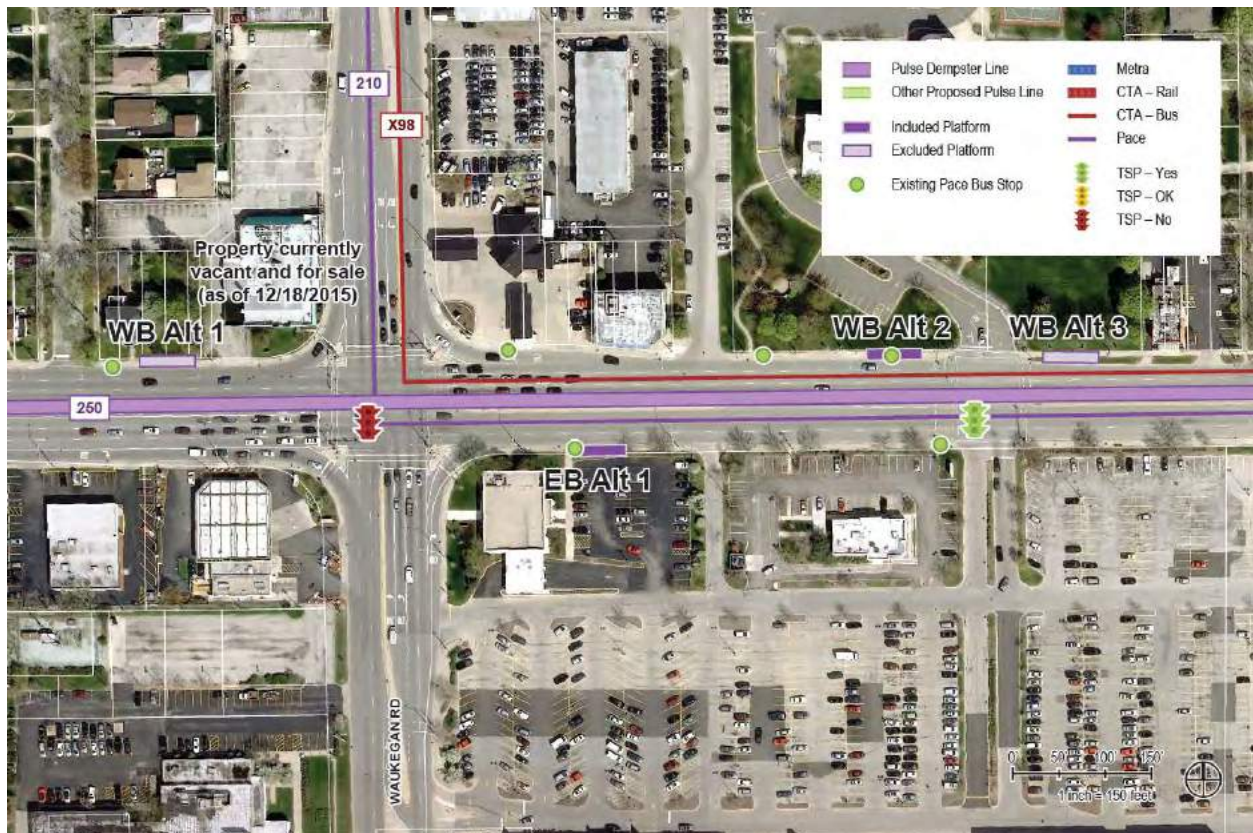 210
X98
Pulse Dempster Line
Other Proposed Pulse Line
Included Platform
Excluded Platform
Existing Pace Bus Stop
Metra
CTA – Rail
CTA – Bus
Pace
TSP – Yes
TSP – OK
TSP – No
Property currently
vacant and for sale
(as of 12/18/2015)
WB Alt 1
WB Alt 2
WB Alt 3
250
EB Alt 1
WAUKEGAN RD
0' 50' 100' 150'
1 inch = 150 feet